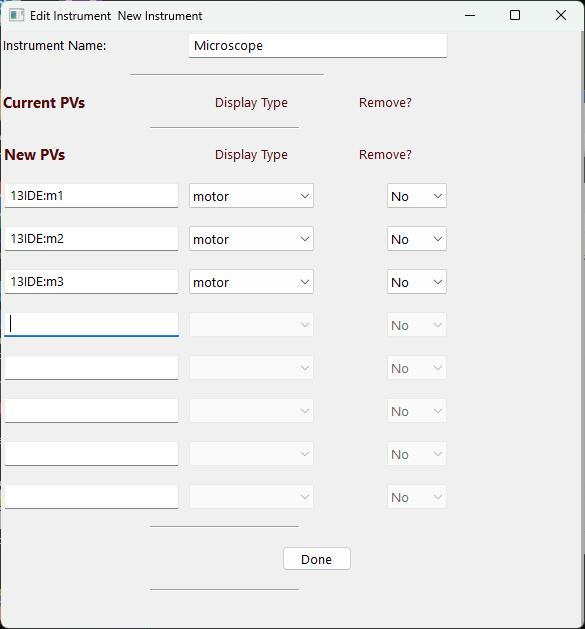 Edit Instrument  New Instrument
Instrument Name: Microscope
Current PVs Display Type Remove?
New PVs Display Type Remove?
13IDE:m1 motor No
13IDE:m2 motor No
13IDE:m3 motor No
No
No
No
No
No
Done